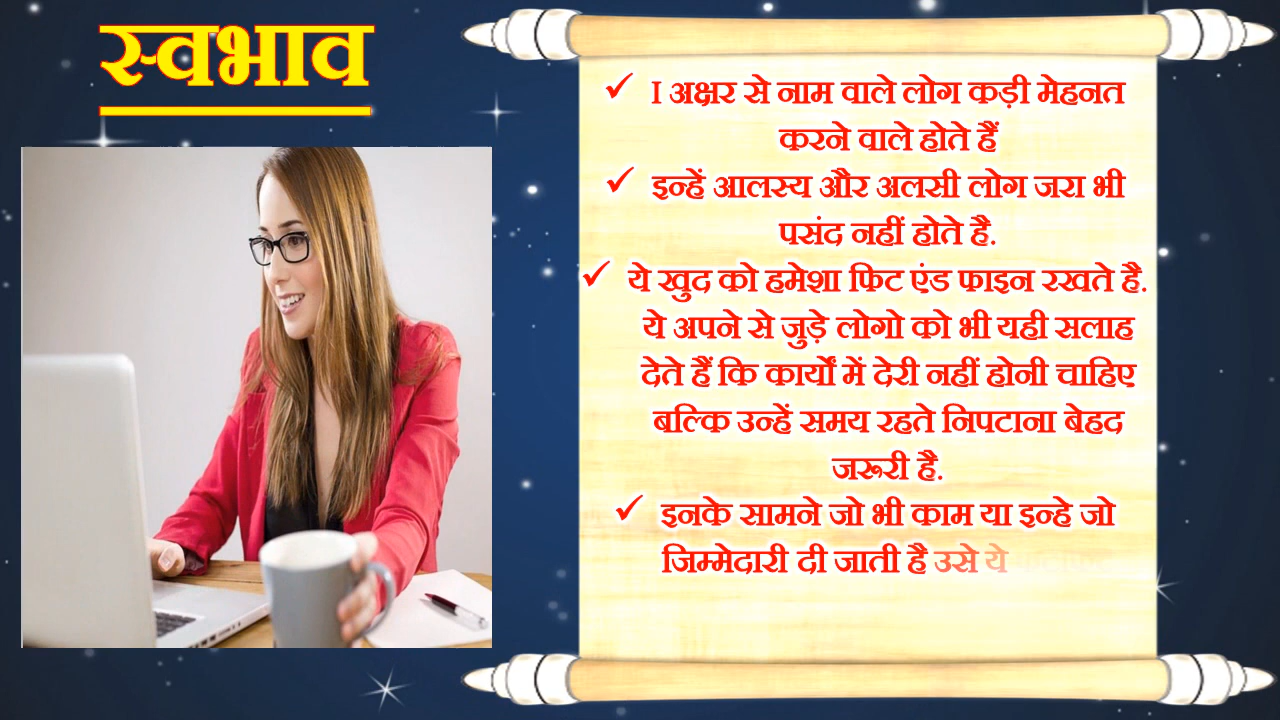 स्वभाव
✓ I अक्षर से नाम वाले लोग कड़ी मेहनत
करने वाले होते हैं
✓ इन्हें आलस्य और अलसी लोग जरा भी
पसंद नहीं होते है.
✓ ये खुद को हमेशा फिट एंड फाइन रखते है.
ये अपने से जुड़े लोगो को भी यही सलाह
देते हैं कि कार्यों में देरी नहीं होनी चाहिए
बल्कि उन्हें समय रहते निपटाना बेहद
जरूरी है.
✓ इनके सामने जो भी काम या इन्हे जो
जिम्मेदारी दी जाती है उसे ये